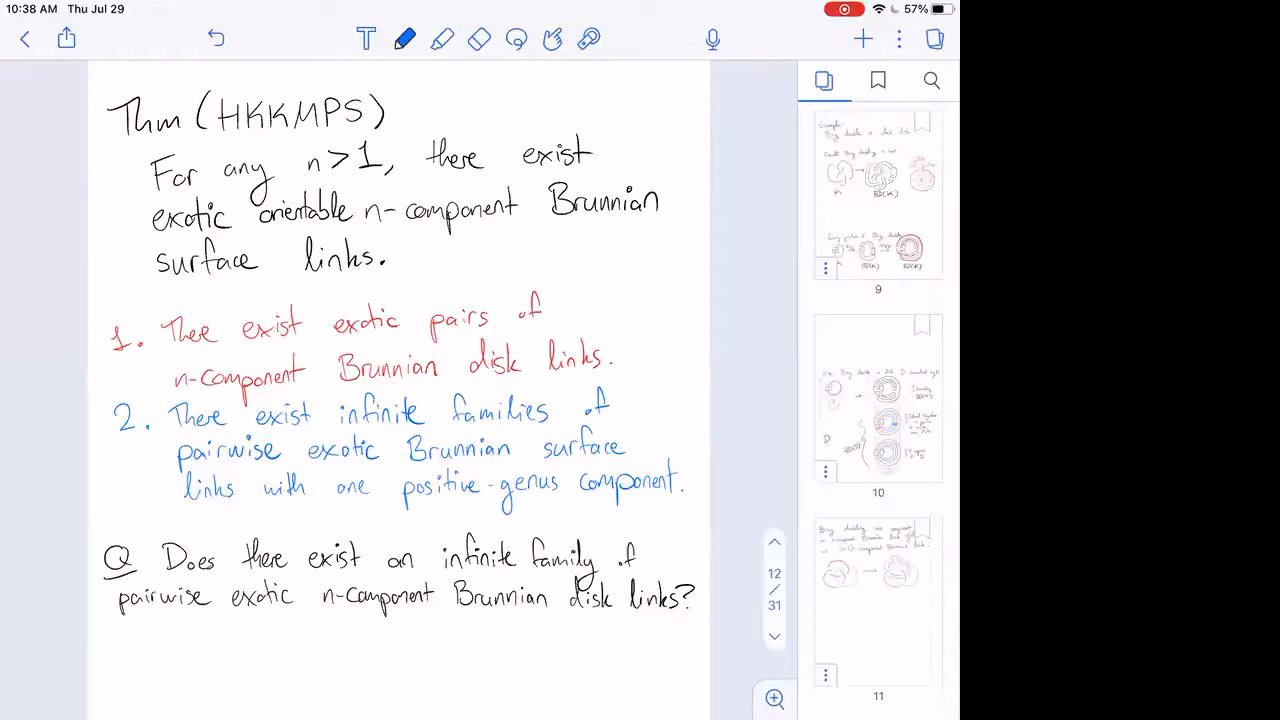 10:38 AM Thu Jul 29
57%
Thm (HKKMPS)
For any n>1, there exist
exotic orientable n-component Brunnian
surface links.
1. There exist exotic pairs of
n-component Brunnian disk links.
2. There exist infinite families of
pairwise exotic Brunnian surface
links with one positive-genus component.
Q Does there exist an infinite family of
pairwise exotic n-component Brunnian disk links?
12
/
31
9
10
11